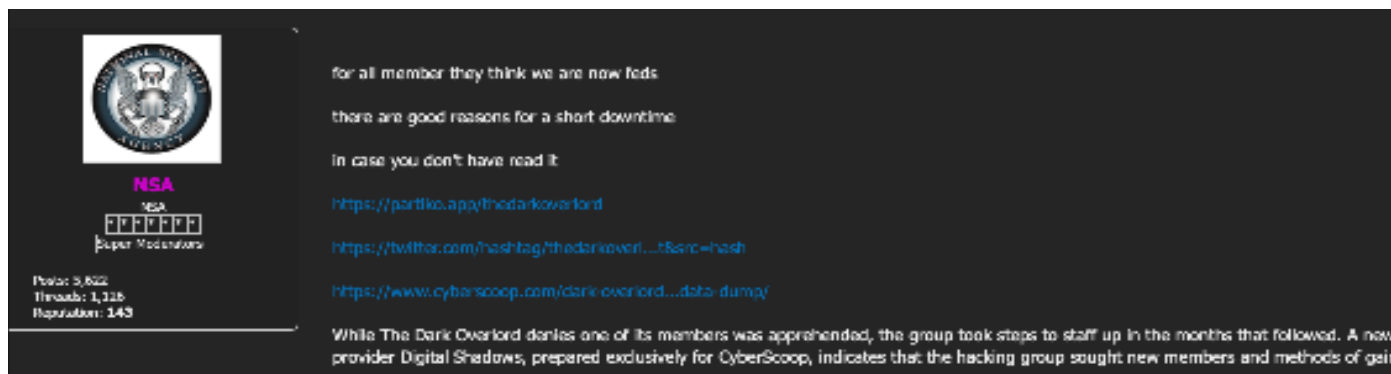 NATIONAL SECURITY
AGENCY
NSA
NSA
Super Moderators
Posts: 5,622
Threads: 1,126
Reputation: 143
for all member they think we are now feds
there are good reasons for a short downtime
in case you don't have read it
https://partiko.app/thedarkoverlord
https://twitter.com/hashtag/thedarkoverl...t&src=hash
https://www.cyberscoop.com/dark-overlord...data-dump/
While The Dark Overlord denies one of its members was apprehended, the group took steps to staff up in the months that followed. A new
provider Digital Shadows, prepared exclusively for CyberScoop, indicates that the hacking group sought new members and methods of gai